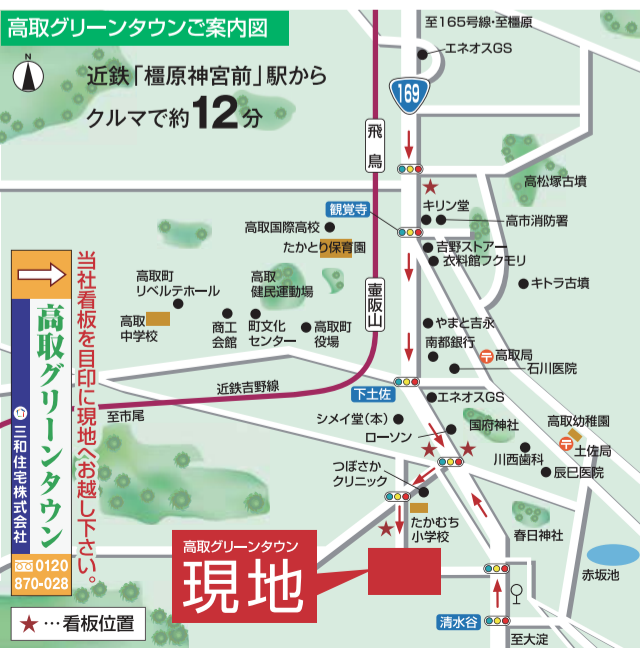 高取グリーンタウンご案内図
N
近鉄「橿原神宮前」駅から
クルマで約12分
至165号線・至橿原
エネオスGS
169
飛鳥
高松塚古墳
キリン堂
観覚寺
高市消防署
高取国際高校
たかとり保育園
吉野ストアー
衣料館フクモリ
キトラ古墳
高取町
リベルテホール
高取
健民運動場
壷阪山
高取
中学校
商工
会館
町文化
センター
高取町
役場
やまと吉永
南都銀行
高取局
石川医院
近鉄吉野線
下土佐
エネオスGS
至市尾
シメイ堂(本)
ローソン
国府神社
高取幼稚園
土佐局
川西歯科
辰巳医院
つぼさか
クリニック
たかむち
小学校
春日神社
赤坂池
高取グリーンタウン
現地
清水谷
至大淀
当社看板を目印に現地へお越し下さい。
高取グリーンタウン
三和住宅株式会社
0120
870-028
★…看板位置